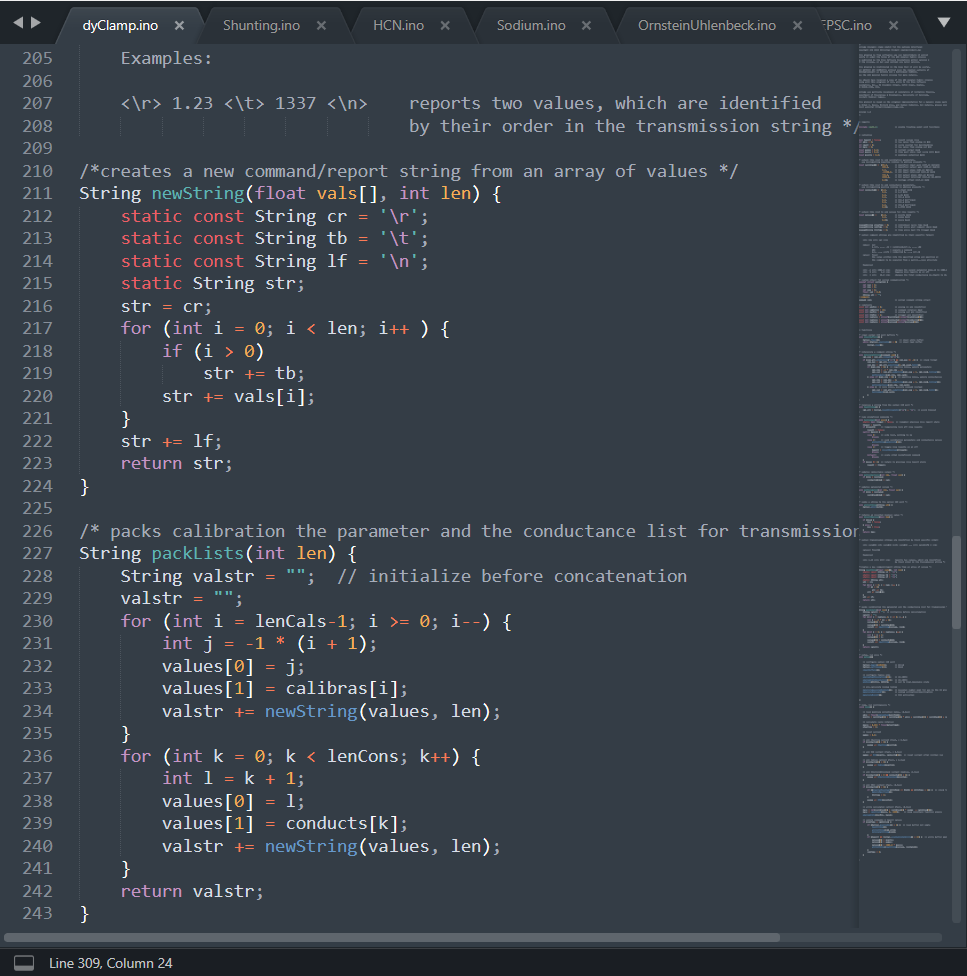 dyClamp.ino × Shunting.ino × HCN.ino × Sodium.ino × OrnsteinUhlenbeck.ino × EPSC.ino ×
205 Examples:
206
207 <\r> 1.23 <\t> 1337 <\n> reports two values, which are identified
208 by their order in the transmission string */
209
210 /*creates a new command/report string from an array of values */
211 String newString(float vals[], int len) {
212 static const String cr = '\r';
213 static const String tb = '\t';
214 static const String lf = '\n';
215 static String str;
216 str = cr;
217 for (int i = 0; i < len; i++ ) {
218 if (i > 0)
219 str += tb;
220 str += vals[i];
221 }
222 str += lf;
223 return str;
224 }
225
226 /* packs calibration the parameter and the conductance list for transmission
227 String packLists(int len) {
228 String valstr = ""; // initialize before concatenation
229 valstr = "";
230 for (int i = lenCals-1; i >= 0; i--) {
231 int j = -1 * (i + 1);
232 values[0] = j;
233 values[1] = calibras[i];
234 valstr += newString(values, len);
235 }
236 for (int k = 0; k < lenCons; k++) {
237 int l = k + 1;
238 values[0] = l;
239 values[1] = conducts[k];
240 valstr += newString(values, len);
241 }
242 return valstr;
243 }
Line 309, Column 24